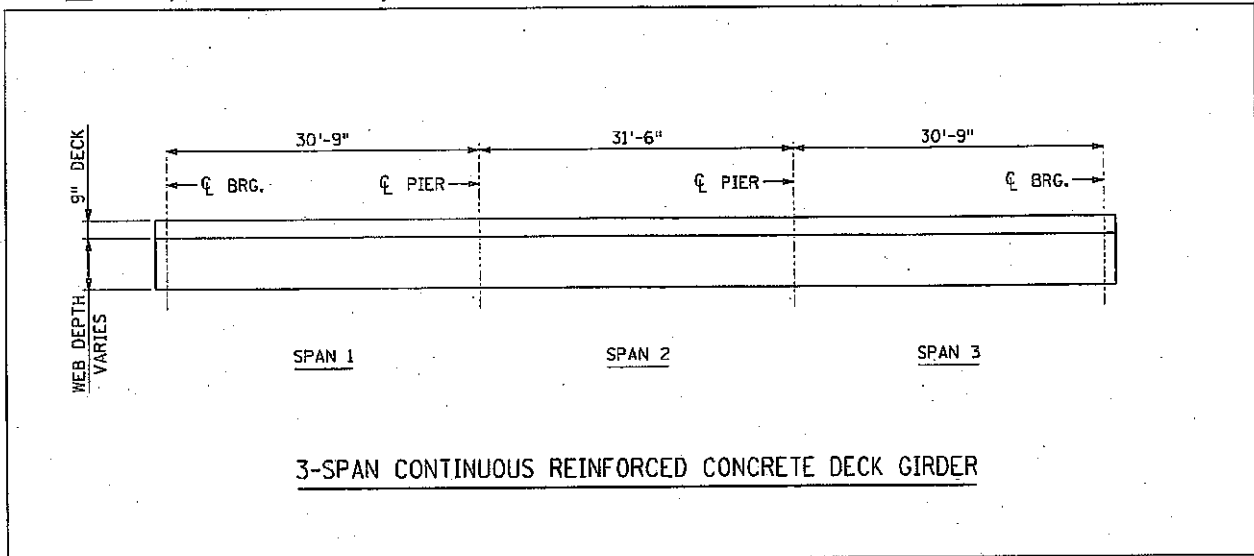 30'-9" 31'-6" 30'-9"
9" DECK
℄ BRG. ℄ PIER ℄ PIER ℄ BRG.
WEB DEPTH
VARIES
SPAN 1 SPAN 2 SPAN 3
3-SPAN CONTINUOUS REINFORCED CONCRETE DECK GIRDER